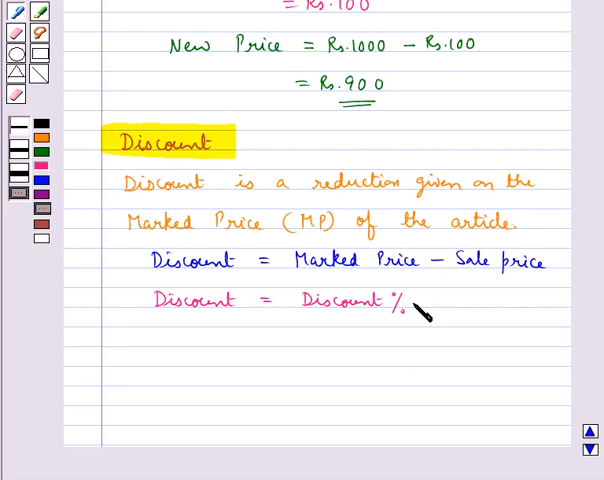 = Rs.100
New Price = Rs.1000 - Rs.100
= Rs.900
Discount
Discount is a reduction given on the
Marked Price (MP) of the article.
Discount = Marked Price - Sale price
Discount = Discount %